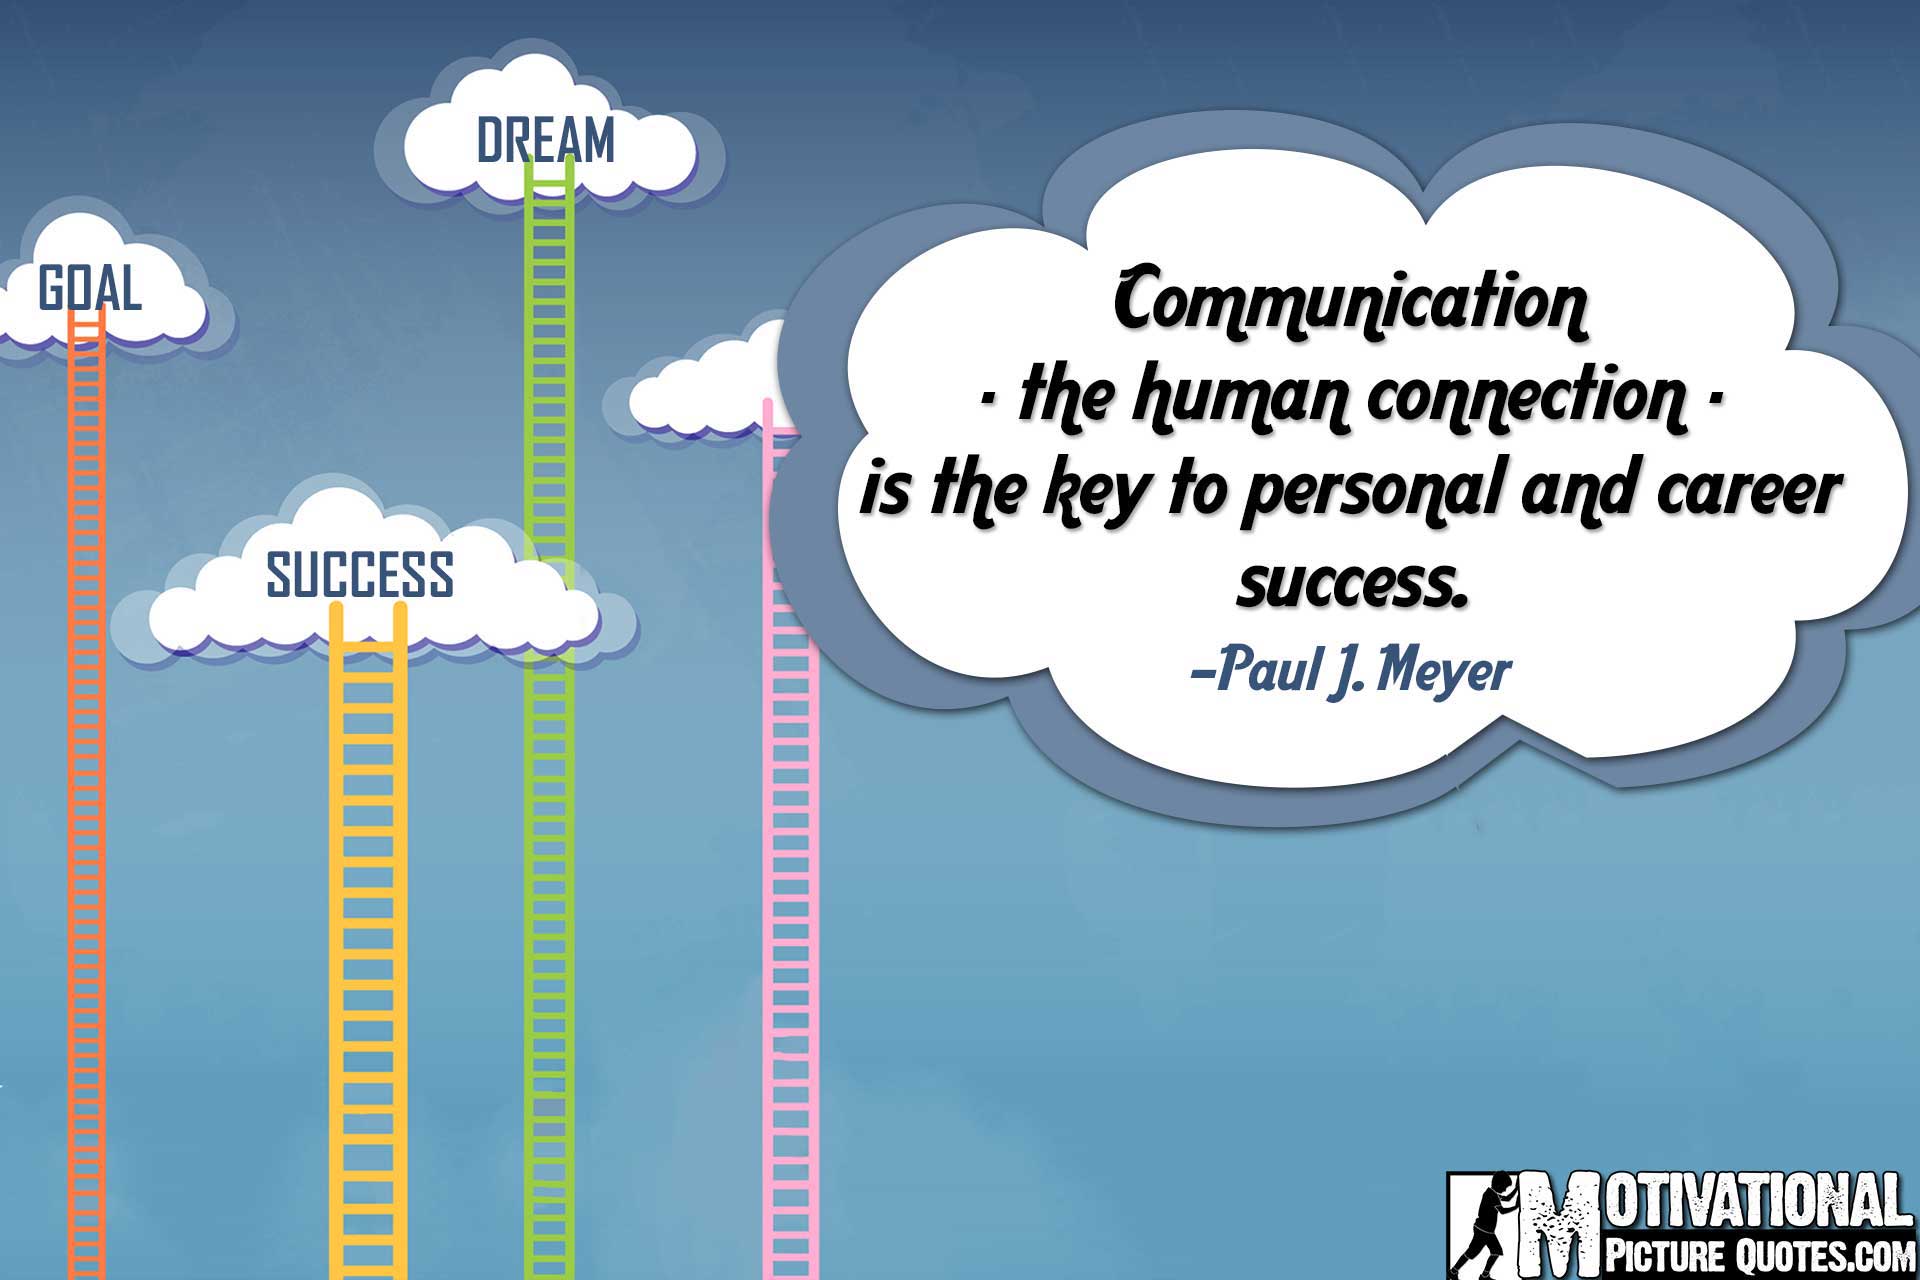 DREAM
GOAL
SUCCESS
Communication
- the human connection -
is the key to personal and career
success.
-Paul J. Meyer
MOTIVATIONAL
PICTURE QUOTES.COM